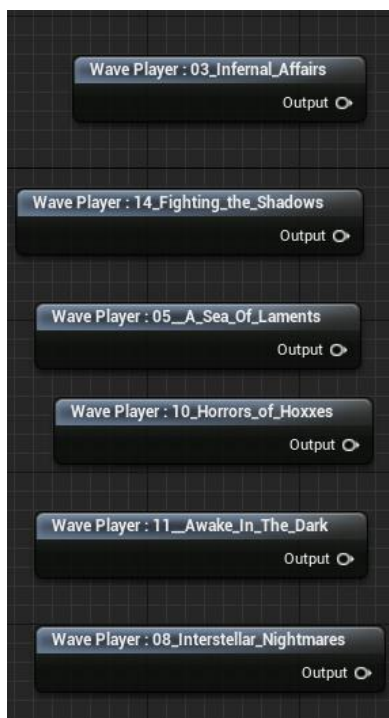 Wave Player : 03_Infernal_Affairs
Output
Wave Player : 14_Fighting_the_Shadows
Output
Wave Player : 05__A_Sea_Of_Laments
Output
Wave Player : 10_Horrors_of_Hoxxes
Output
Wave Player : 11__Awake_In_The_Dark
Output
Wave Player : 08_Interstellar_Nightmares
Output